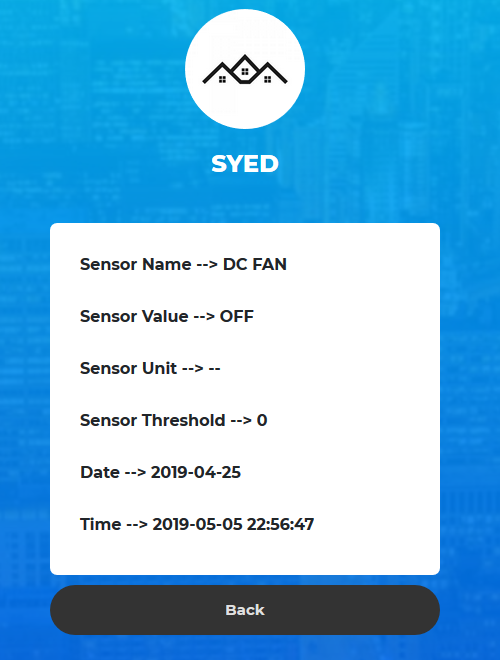 SYED
Sensor Name --> DC FAN
Sensor Value --> OFF
Sensor Unit --> --
Sensor Threshold --> 0
Date --> 2019-04-25
Time --> 2019-05-05 22:56:47
Back